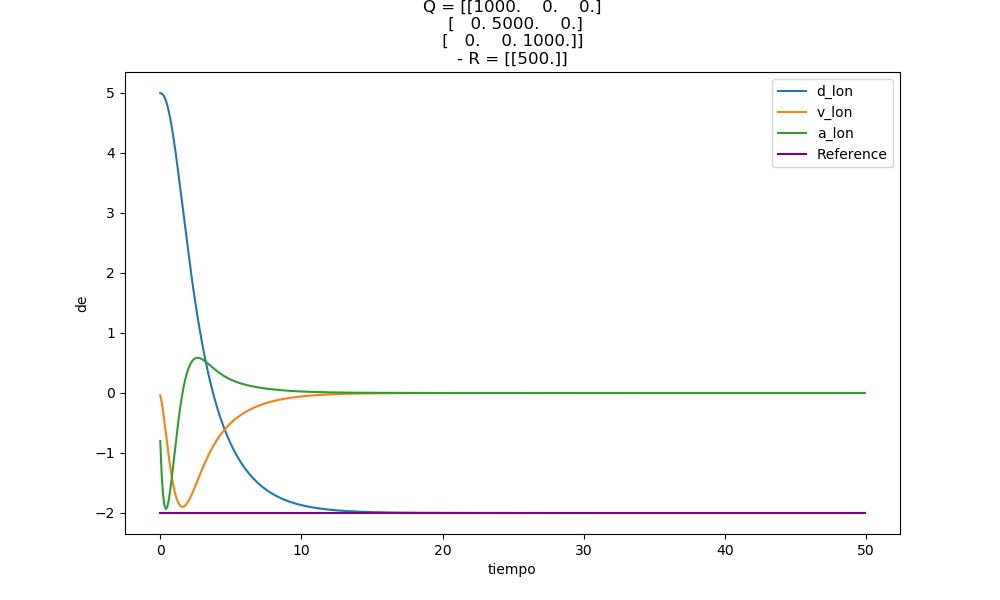 Q = [[1000.    0.    0.]
[   0. 5000.    0.]
[   0.    0. 1000.]]
- R = [[500.]]
d_lon
v_lon
a_lon
Reference
5
4
3
2
1
0
−1
−2
de
0 10 20 30 40 50
tiempo